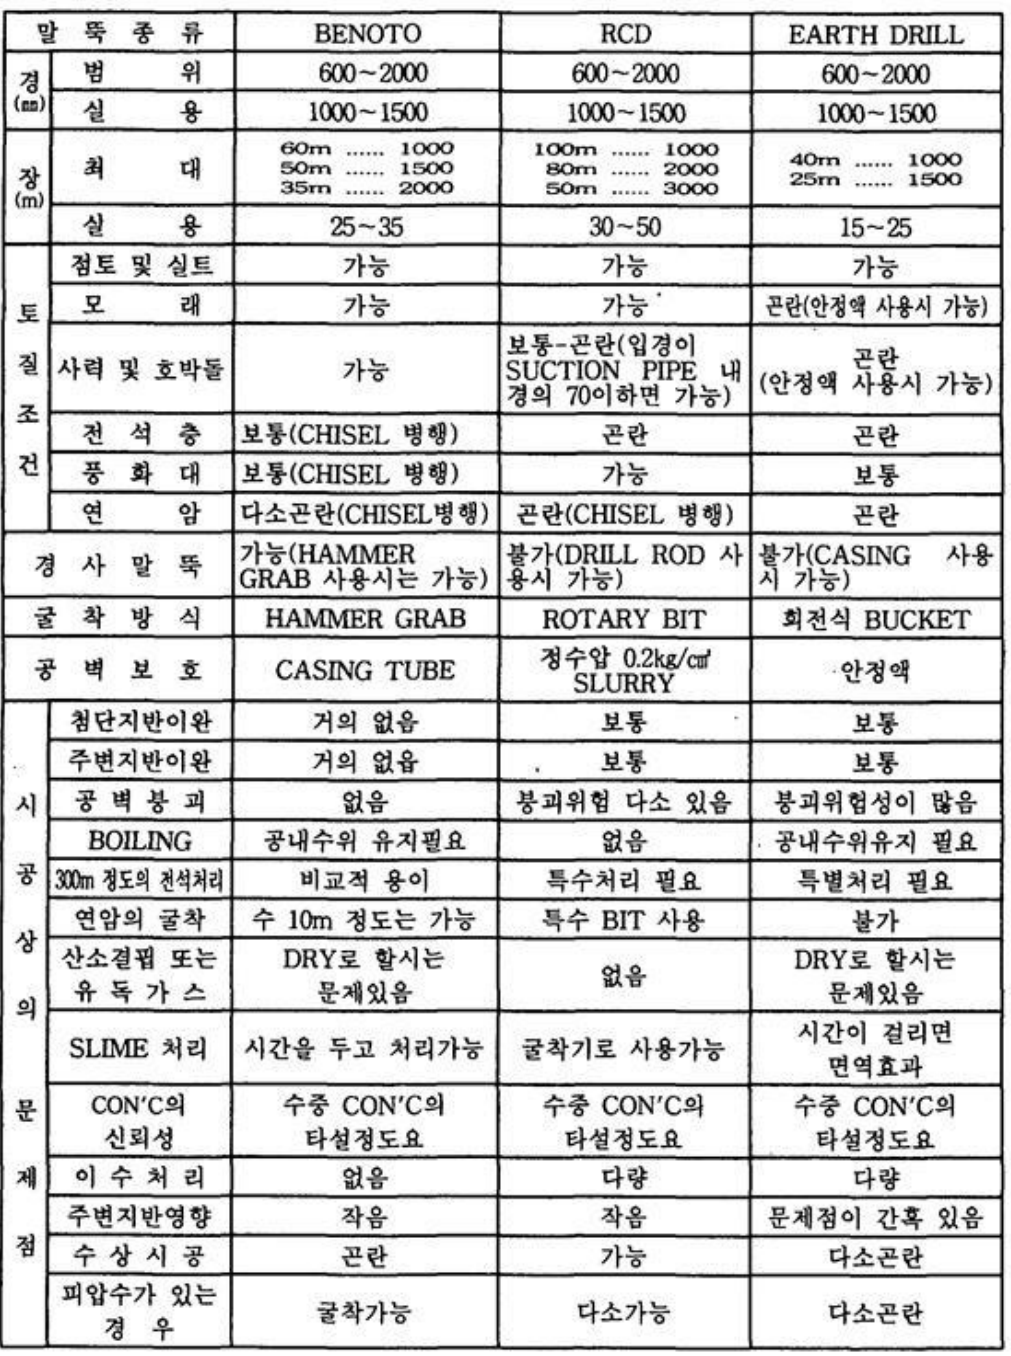 말 뚝 종 류 BENOTO RCD EARTH DRILL
경(㎜) 범 위 600~2000 600~2000 600~2000
실 용 1000~1500 1000~1500 1000~1500
장(m) 최 대 60m ...... 1000 100m ...... 1000 40m ...... 1000
50m ...... 1500 80m ...... 2000 25m ...... 1500
35m ...... 2000 50m ...... 3000
실 용 25~35 30~50 15~25
토 질 조 건
점토 및 실트 가능 가능 가능
모 래 가능 가능 곤란(안정액 사용시 가능)
사력 및 호박돌 가능 보통-곤란(입경이 SUCTION PIPE 내경의 70이하면 가능) 곤란(안정액 사용시 가능)
전 석 층 보통(CHISEL 병행) 곤란 곤란
풍 화 대 보통(CHISEL 병행) 가능 보통
연 암 다소곤란(CHISEL병행) 곤란(CHISEL 병행) 곤란
경 사 말 뚝 가능(HAMMER GRAB 사용시는 가능) 불가(DRILL ROD 사용시 가능) 불가(CASING 사용시 가능)
굴 착 방 식 HAMMER GRAB ROTARY BIT 회전식 BUCKET
공 벽 보 호 CASING TUBE 정수압 0.2kg/㎠ SLURRY 안정액
시 공 상 의 문 제 점
첨단지반이완 거의 없음 보통 보통
주변지반이완 거의 없음 보통 보통
공 벽 붕 괴 없음 붕괴위험 다소 있음 붕괴위험성이 많음
BOILING 공내수위 유지필요 없음 공내수위유지 필요
300m 정도의 전석처리 비교적 용이 특수처리 필요 특별처리 필요
연암의 굴착 수 10m 정도는 가능 특수 BIT 사용 불가
산소결핍 또는 유 독 가 스 DRY로 할시는 문제있음 없음 DRY로 할시는 문제있음
SLIME 처리 시간을 두고 처리가능 굴착기로 사용가능 시간이 걸리면 면역효과
CON'C의 신뢰성 수중 CON'C의 타설정도요 수중 CON'C의 타설정도요 수중 CON'C의 타설정도요
이 수 처 리 없음 다량 다량
주변지반영향 작음 작음 문제점이 간혹 있음
수 상 시 공 곤란 가능 다소곤란
피압수가 있는 경 우 굴착가능 다소가능 다소곤란